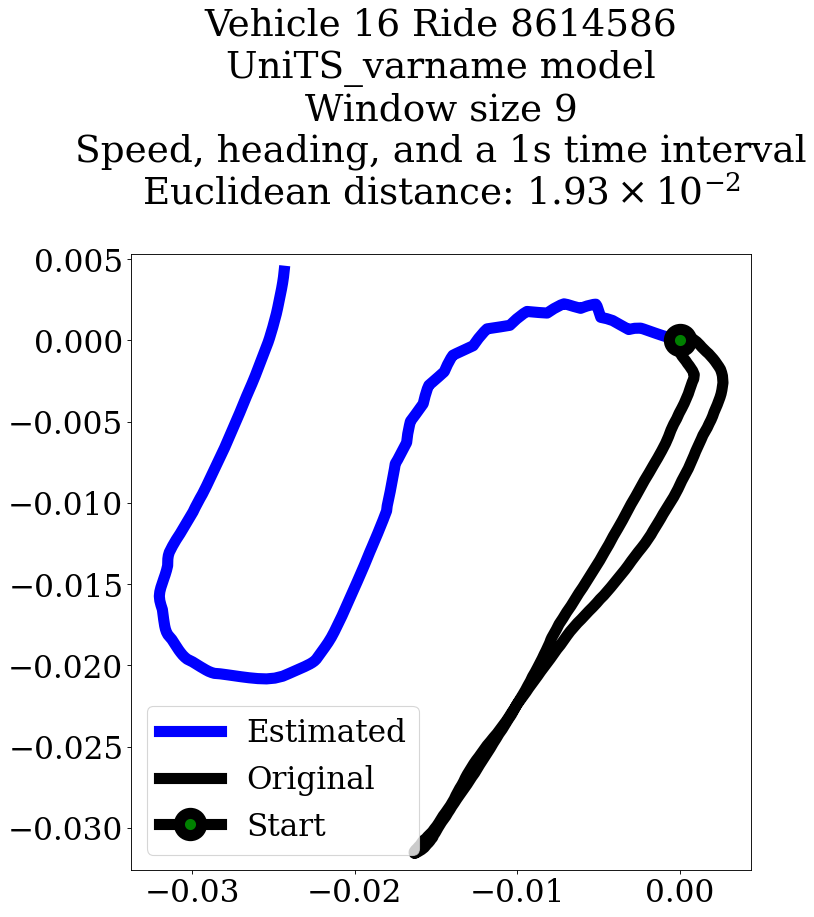 Vehicle 16 Ride 8614586
UniTS_varname model
Window size 9
Speed, heading, and a 1s time interval
Euclidean distance: 1.93 × 10⁻²
0.005
0.000
−0.005
−0.010
−0.015
−0.020
−0.025
−0.030
Estimated
Original
Start
−0.03
−0.02
−0.01
0.00